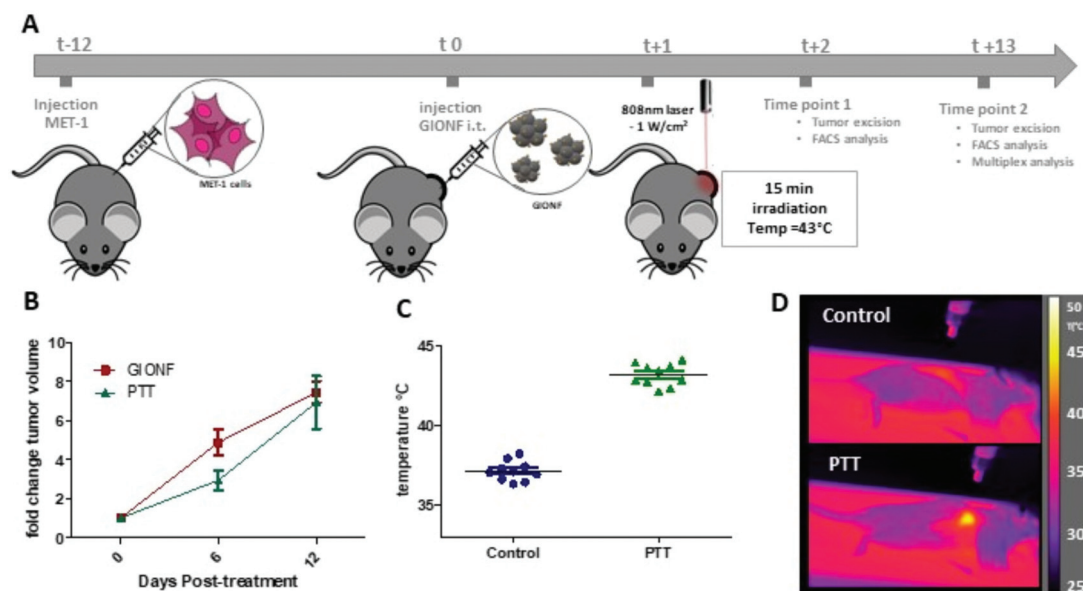 A
t-12
t 0
t+1
t+2
t +13
Injection
MET-1
MET-1 cells
injection
GIONF i.t.
GIONF
808nm laser
- 1 W/cm²
15 min
irradiation
Temp =43°C
Time point 1
• Tumor excision
• FACS analysis
Time point 2
• Tumor excision
• FACS analysis
• Multiplex analysis
B
fold change tumor volume
10
8
6
4
2
0
GIONF
PTT
0
6
12
Days Post-treatment
C
temperature °C
45
40
35
Control
PTT
D
Control
PTT
50
45
40
35
30
25